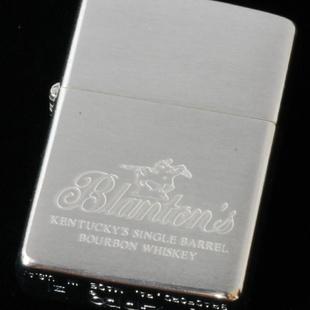 Blanton's
KENTUCKY'S SINGLE BARREL
BOURBON WHISKEY